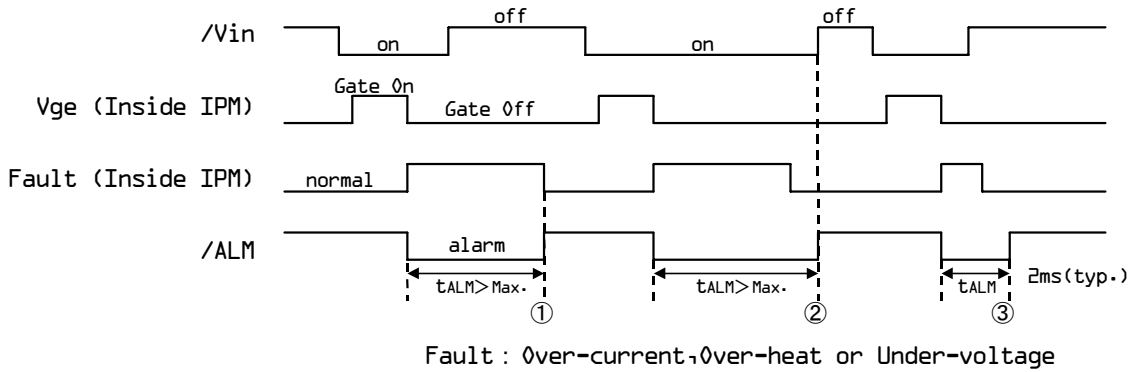 off off
/Vin on on
Gate On
Vge (Inside IPM) Gate Off
Fault (Inside IPM) normal
/ALM alarm
tALM> Max. tALM> Max. tALM 2ms(typ.)
① ② ③
Fault : Over-current,Over-heat or Under-voltage